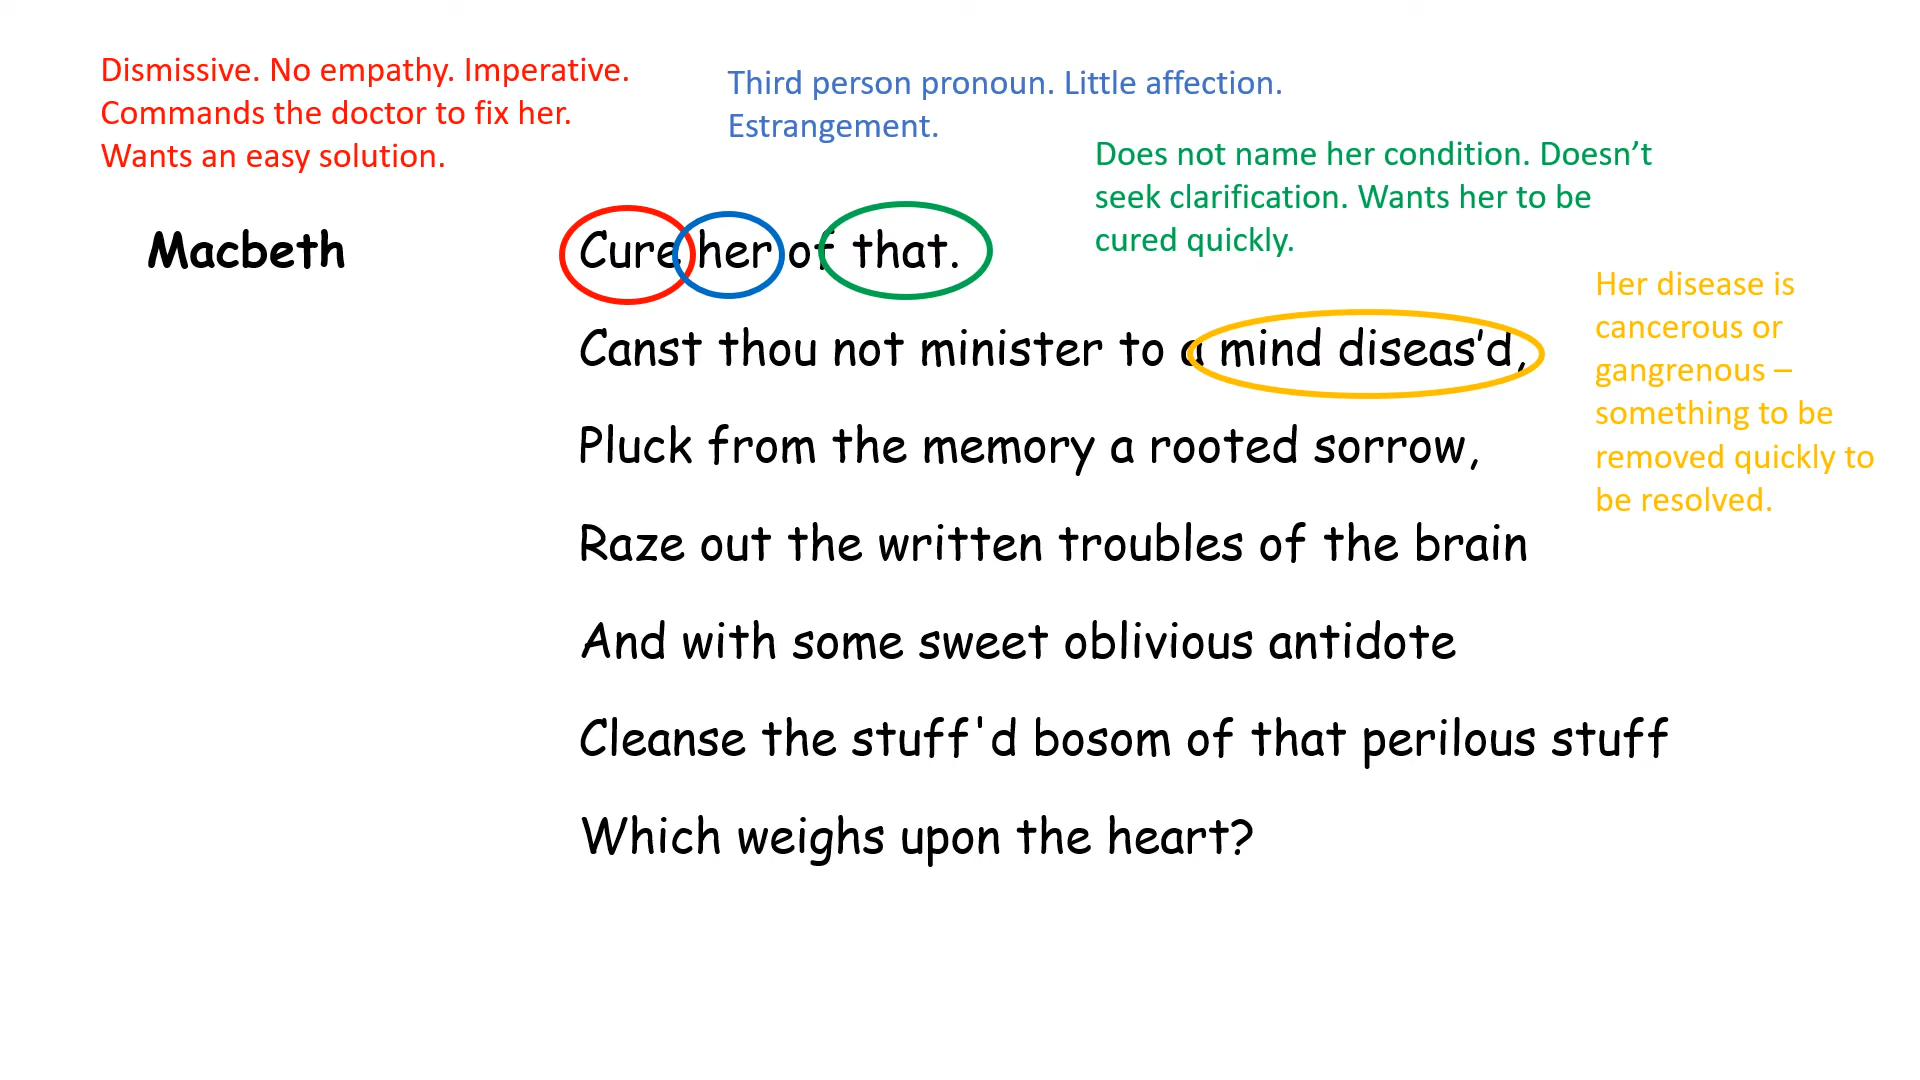 Dismissive. No empathy. Imperative.
Commands the doctor to fix her.
Wants an easy solution.
Third person pronoun. Little affection.
Estrangement.
Does not name her condition. Doesn’t
seek clarification. Wants her to be
cured quickly.
Macbeth Cure her of that.
Her disease is
cancerous or
gangrenous –
something to be
removed quickly to
be resolved.
Canst thou not minister to a mind diseas’d,
Pluck from the memory a rooted sorrow,
Raze out the written troubles of the brain
And with some sweet oblivious antidote
Cleanse the stuff'd bosom of that perilous stuff
Which weighs upon the heart?